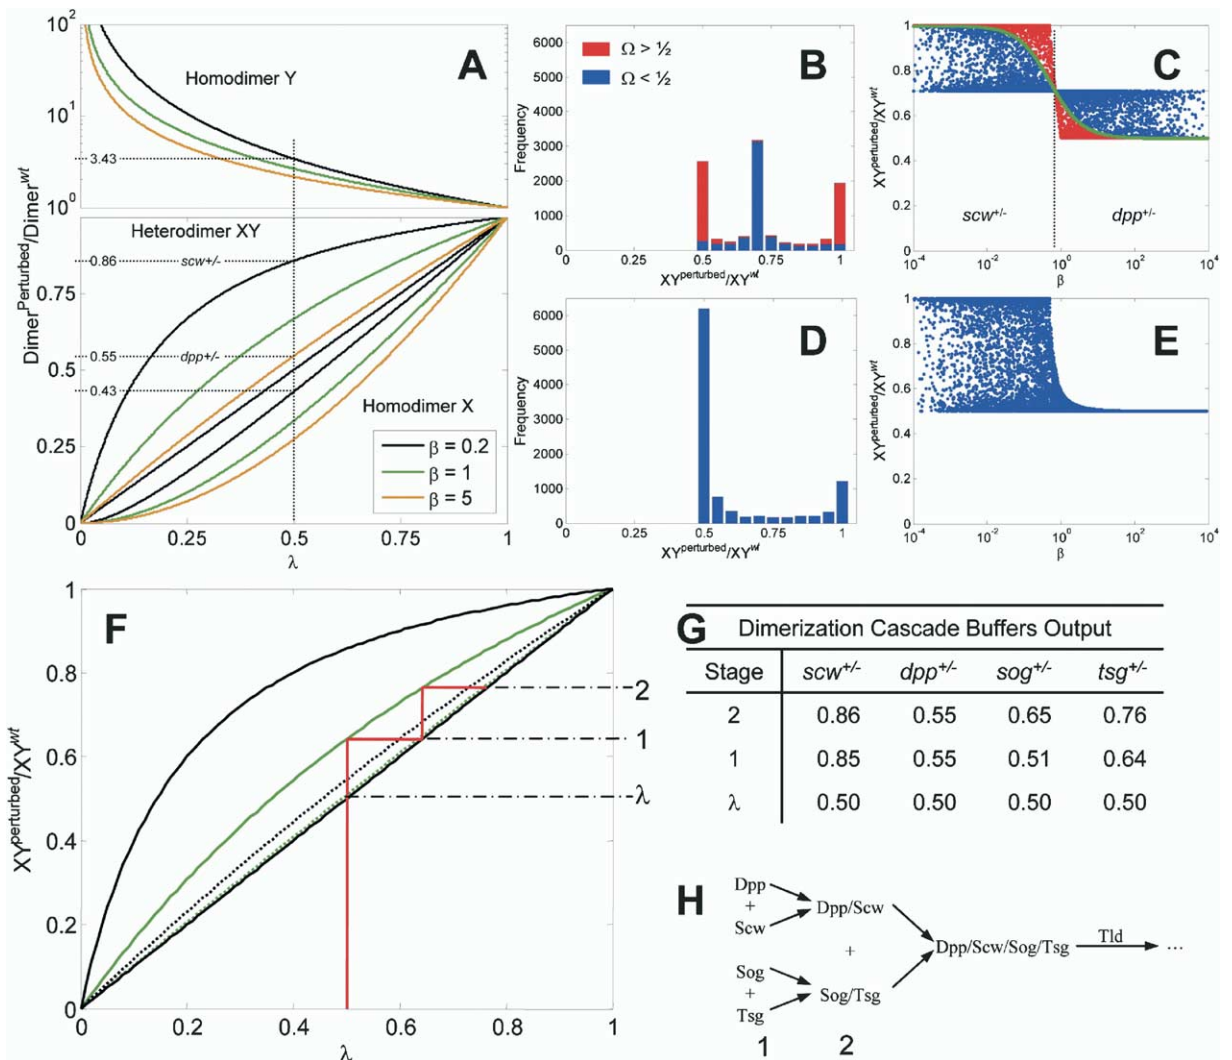 A
Homodimer Y
10²
10¹
10⁰
3.43
Dimer^Perturbed/Dimer^wt
Heterodimer XY
0.86
scw+/-
0.75
0.55
dpp+/-
0.5
0.43
Homodimer X
0.25
β = 0.2
β = 1
β = 5
0
0 0.25 0.5 0.75 1
λ
B
Ω > ½
Ω < ½
Frequency
6000
5000
4000
3000
2000
1000
0
0 0.25 0.5 0.75 1
XY^perturbed/XY^wt
C
XY^perturbed/XY^wt
1
0.8
0.6
0.4
0.2
0
scw+/-
dpp+/-
10⁻⁴ 10⁻² 10⁰ 10² 10⁴
β
D
Frequency
6000
5000
4000
3000
2000
1000
0
0 0.25 0.5 0.75 1
XY^perturbed/XY^wt
E
XY^perturbed/XY^wt
1
0.8
0.6
0.4
0.2
0
10⁻⁴ 10⁻² 10⁰ 10² 10⁴
β
F
XY^perturbed/XY^wt
1
0.8
0.6
0.4
0.2
0
2
1
λ
0 0.2 0.4 0.6 0.8 1
λ
G
Dimerization Cascade Buffers Output
Stage scw+/- dpp+/- sog+/- tsg+/-
2 0.86 0.55 0.65 0.76
1 0.85 0.55 0.51 0.64
λ 0.50 0.50 0.50 0.50
H
Dpp
+
Scw
Dpp/Scw
+
Sog
+
Tsg
Sog/Tsg
Dpp/Scw/Sog/Tsg
Tld
...
1 2